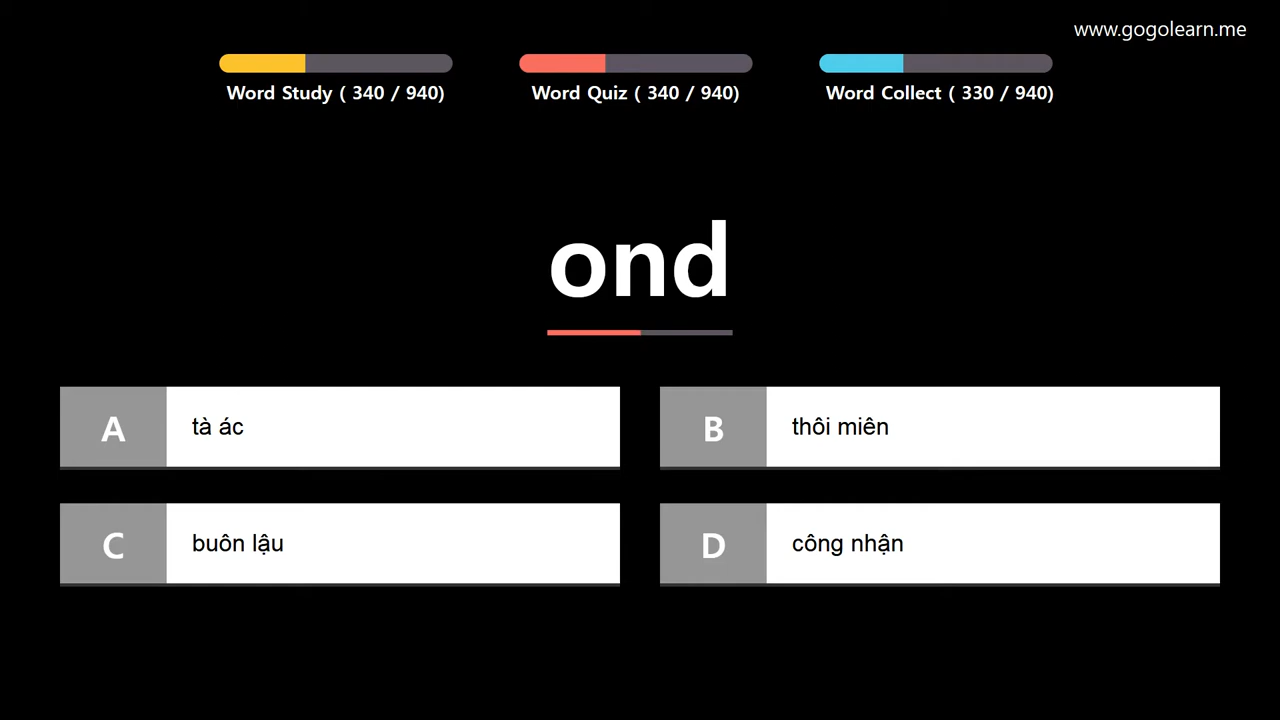 www.gogolearn.me
Word Study ( 340 / 940)
Word Quiz ( 340 / 940)
Word Collect ( 330 / 940)
ond
A
tà ác
B
thôi miên
C
buôn lậu
D
công nhận